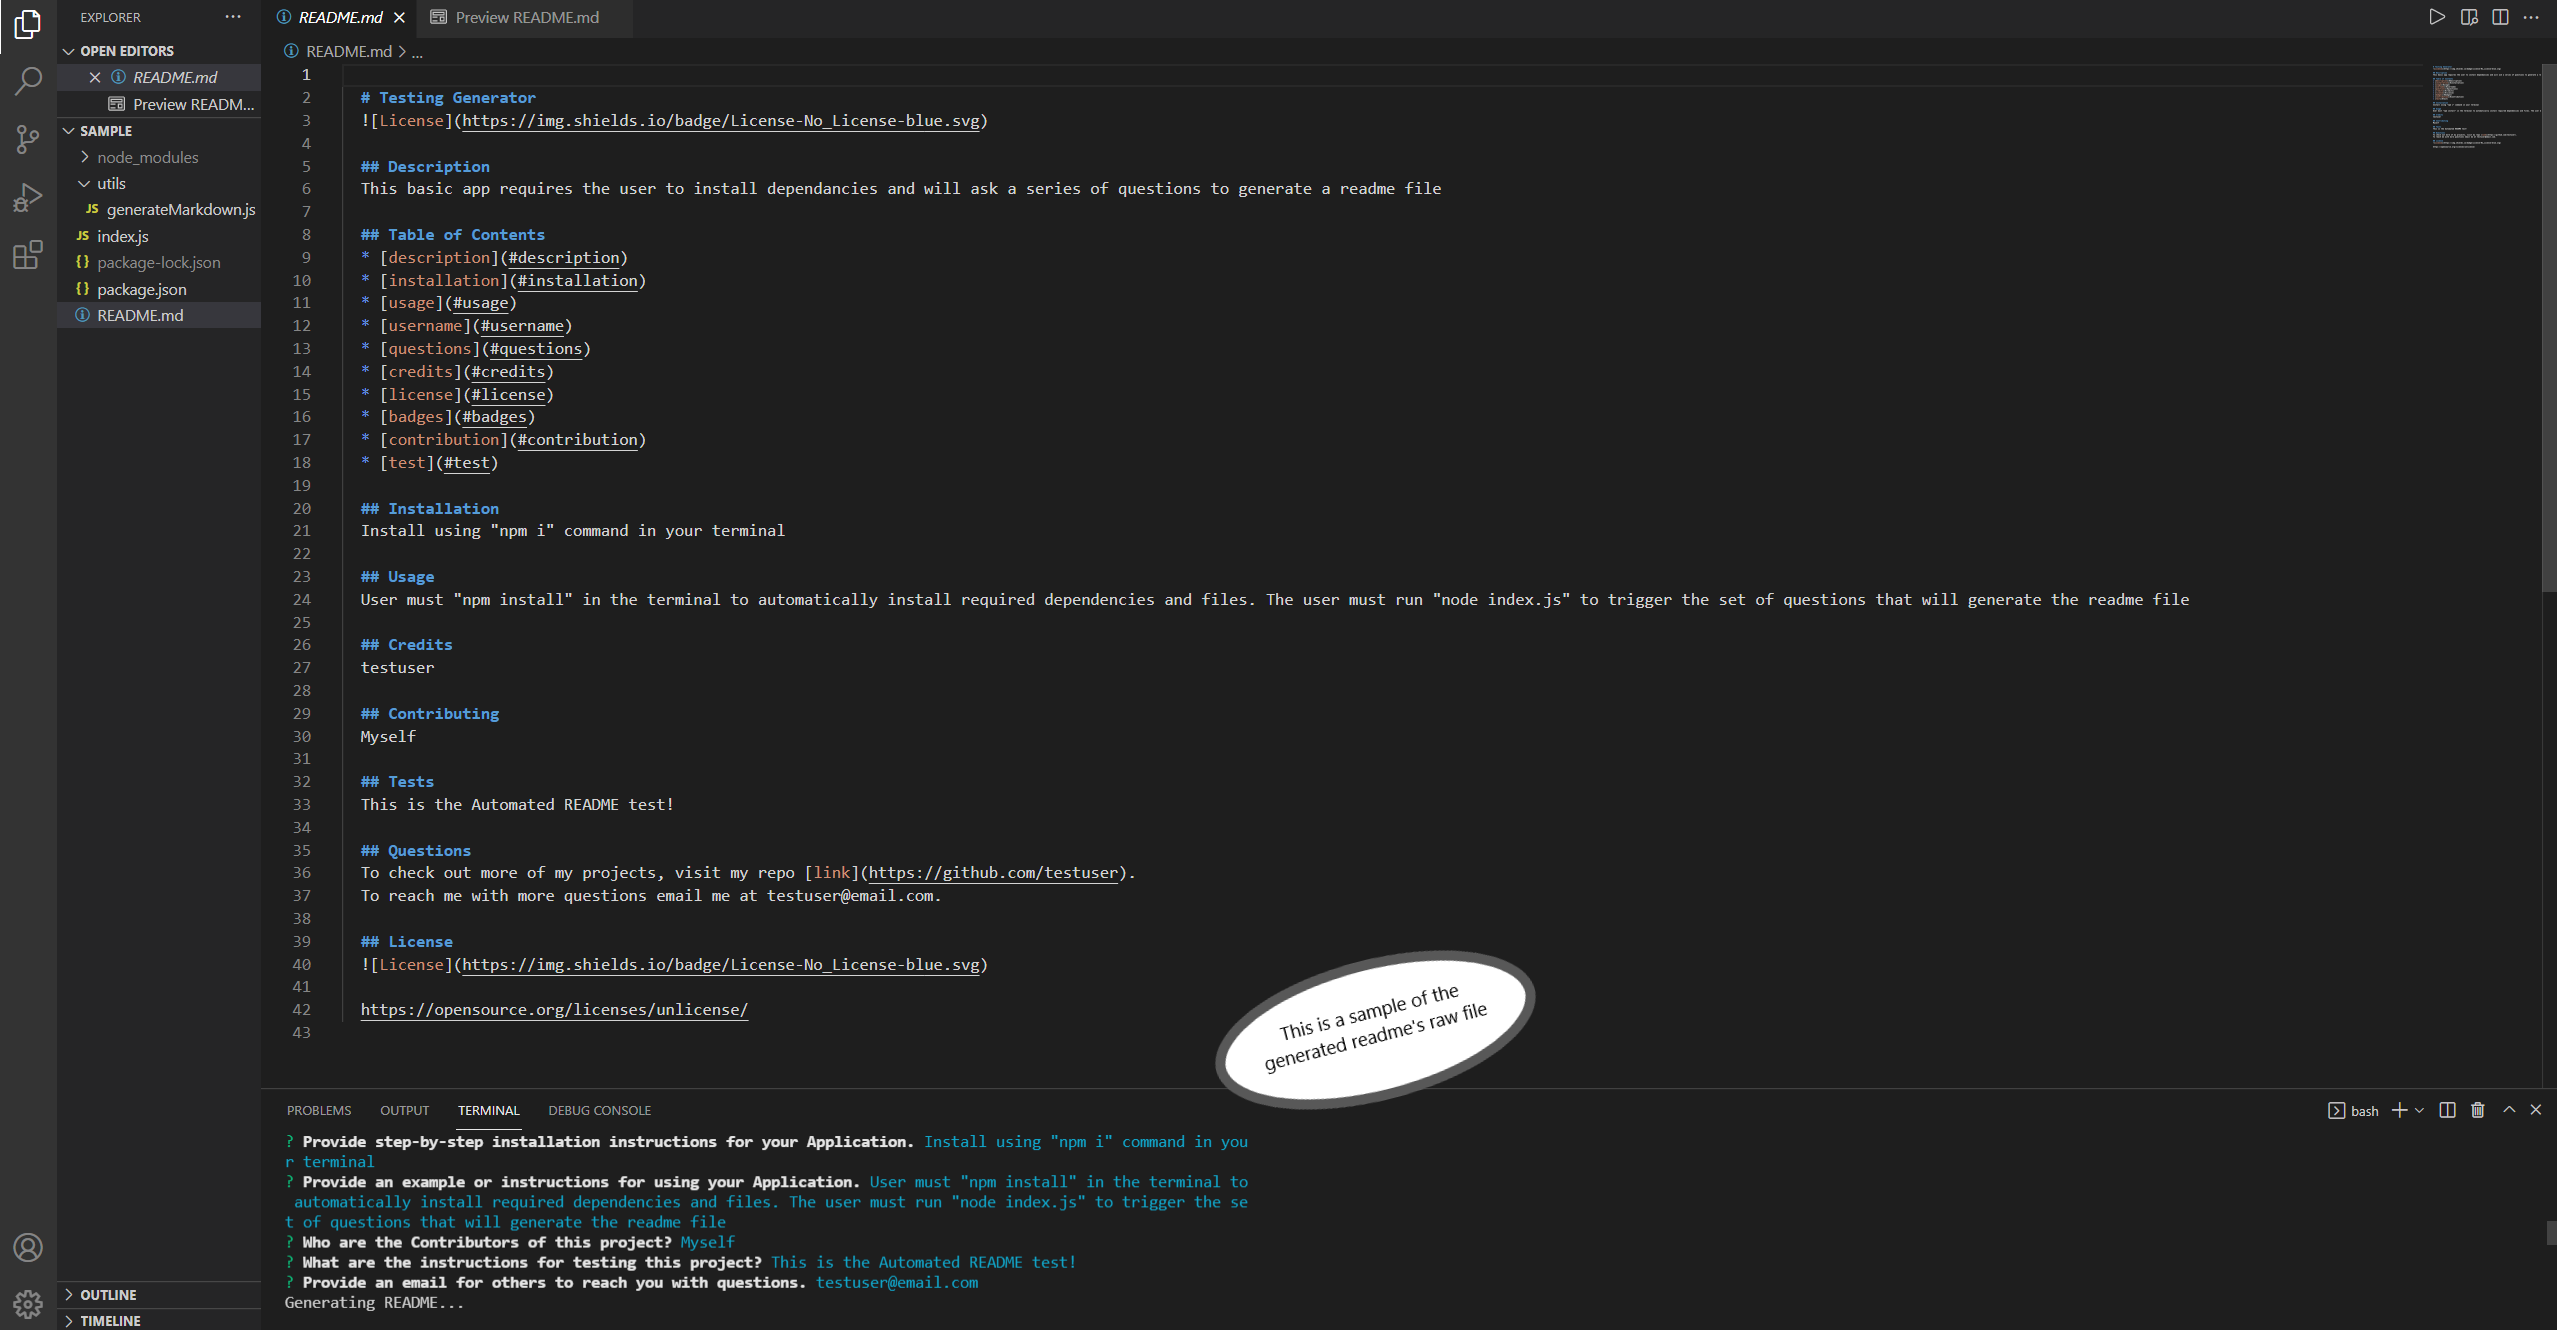 EXPLORER
OPEN EDITORS
README.md
Preview READM...
SAMPLE
node_modules
utils
JS generateMarkdown.js
JS index.js
{} package-lock.json
{} package.json
README.md
OUTLINE
TIMELINE
README.md
Preview README.md
README.md > ...
1
2 # Testing Generator
3 ![License](https://img.shields.io/badge/License-No_License-blue.svg)
4
5 ## Description
6 This basic app requires the user to install dependancies and will ask a series of questions to generate a readme file
7
8 ## Table of Contents
9 * [description](#description)
10 * [installation](#installation)
11 * [usage](#usage)
12 * [username](#username)
13 * [questions](#questions)
14 * [credits](#credits)
15 * [license](#license)
16 * [badges](#badges)
17 * [contribution](#contribution)
18 * [test](#test)
19
20 ## Installation
21 Install using "npm i" command in your terminal
22
23 ## Usage
24 User must "npm install" in the terminal to automatically install required dependencies and files. The user must run "node index.js" to trigger the set of questions that will generate the readme file
25
26 ## Credits
27 testuser
28
29 ## Contributing
30 Myself
31
32 ## Tests
33 This is the Automated README test!
34
35 ## Questions
36 To check out more of my projects, visit my repo [link](https://github.com/testuser).
37 To reach me with more questions email me at testuser@email.com.
38
39 ## License
40 ![License](https://img.shields.io/badge/License-No_License-blue.svg)
41
42 https://opensource.org/licenses/unlicense/
43
This is a sample of the
generated readme's raw file
PROBLEMS OUTPUT TERMINAL DEBUG CONSOLE
bash
? Provide step-by-step installation instructions for your Application. Install using "npm i" command in you
r terminal
? Provide an example or instructions for using your Application. User must "npm install" in the terminal to
automatically install required dependencies and files. The user must run "node index.js" to trigger the se
t of questions that will generate the readme file
? Who are the Contributors of this project? Myself
? What are the instructions for testing this project? This is the Automated README test!
? Provide an email for others to reach you with questions. testuser@email.com
Generating README...